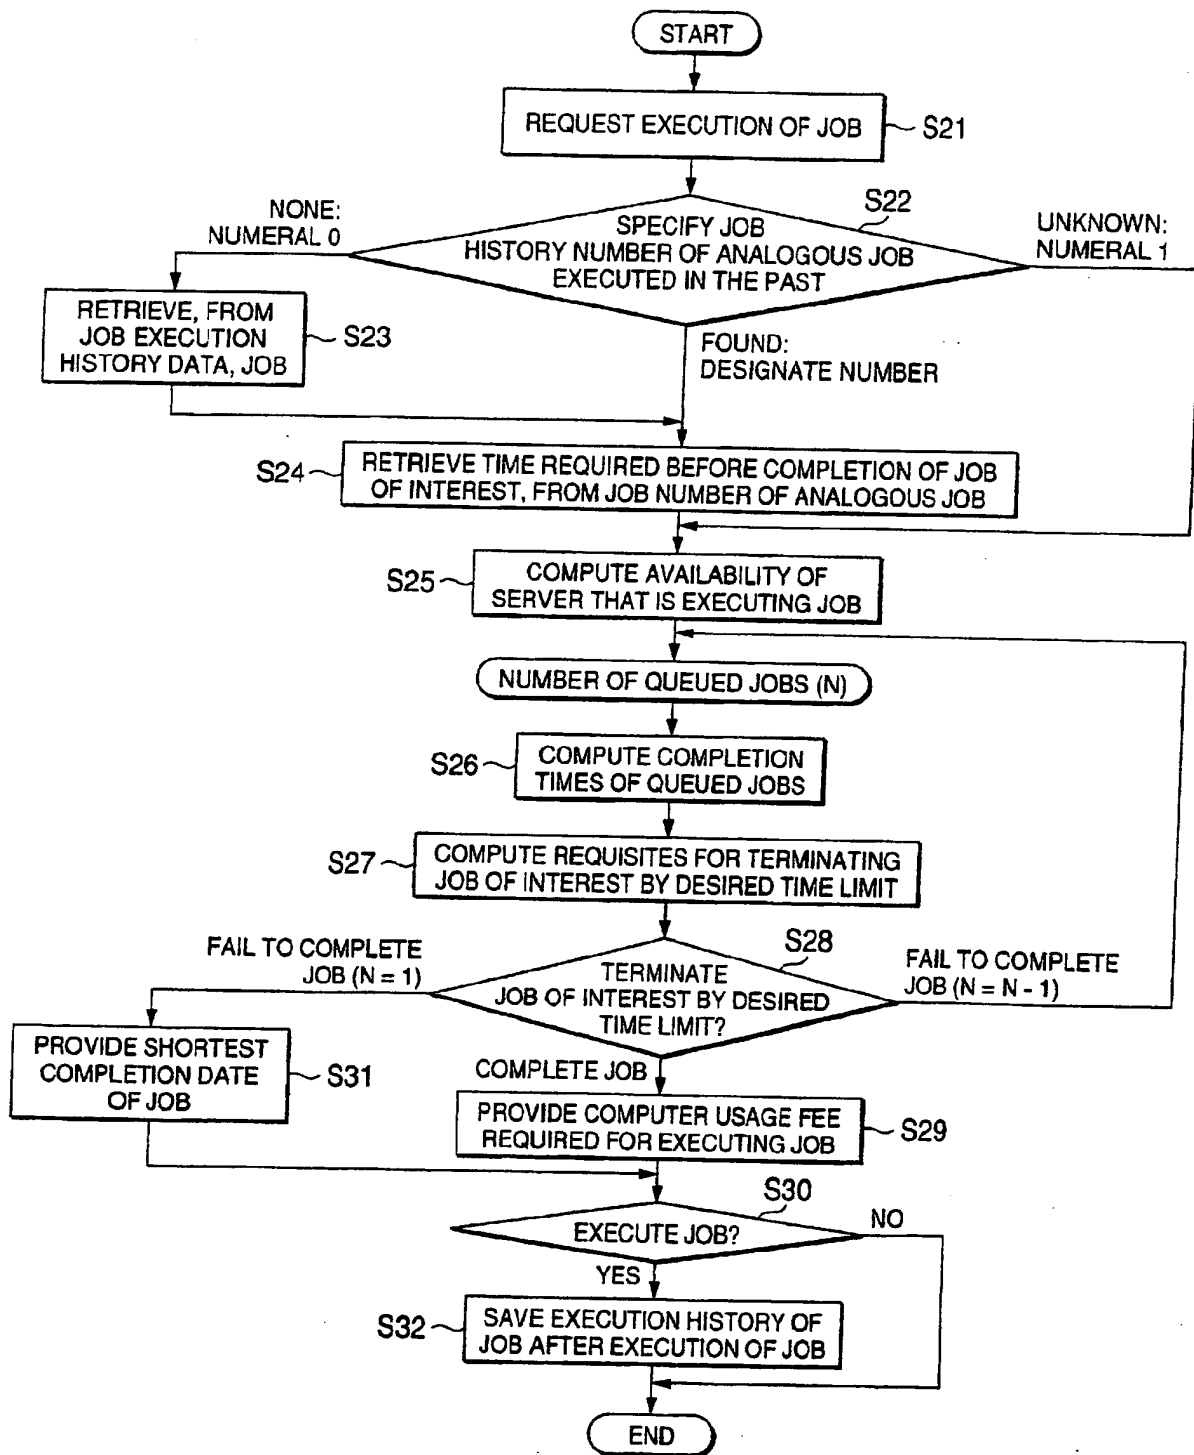 START
REQUEST EXECUTION OF JOB
S21
S22
NONE:
NUMERAL 0
SPECIFY JOB
HISTORY NUMBER OF ANALOGOUS JOB
EXECUTED IN THE PAST
UNKNOWN:
NUMERAL 1
RETRIEVE, FROM
JOB EXECUTION
HISTORY DATA, JOB
S23
FOUND:
DESIGNATE NUMBER
S24
RETRIEVE TIME REQUIRED BEFORE COMPLETION OF JOB
OF INTEREST, FROM JOB NUMBER OF ANALOGOUS JOB
S25
COMPUTE AVAILABILITY OF
SERVER THAT IS EXECUTING JOB
NUMBER OF QUEUED JOBS (N)
S26
COMPUTE COMPLETION
TIMES OF QUEUED JOBS
S27
COMPUTE REQUISITES FOR TERMINATING
JOB OF INTEREST BY DESIRED TIME LIMIT
S28
FAIL TO COMPLETE
JOB (N = 1)
TERMINATE
JOB OF INTEREST BY DESIRED
TIME LIMIT?
FAIL TO COMPLETE
JOB (N = N - 1)
PROVIDE SHORTEST
COMPLETION DATE
OF JOB
S31
COMPLETE JOB
PROVIDE COMPUTER USAGE FEE
REQUIRED FOR EXECUTING JOB
S29
S30
EXECUTE JOB?
NO
YES
S32
SAVE EXECUTION HISTORY OF
JOB AFTER EXECUTION OF JOB
END